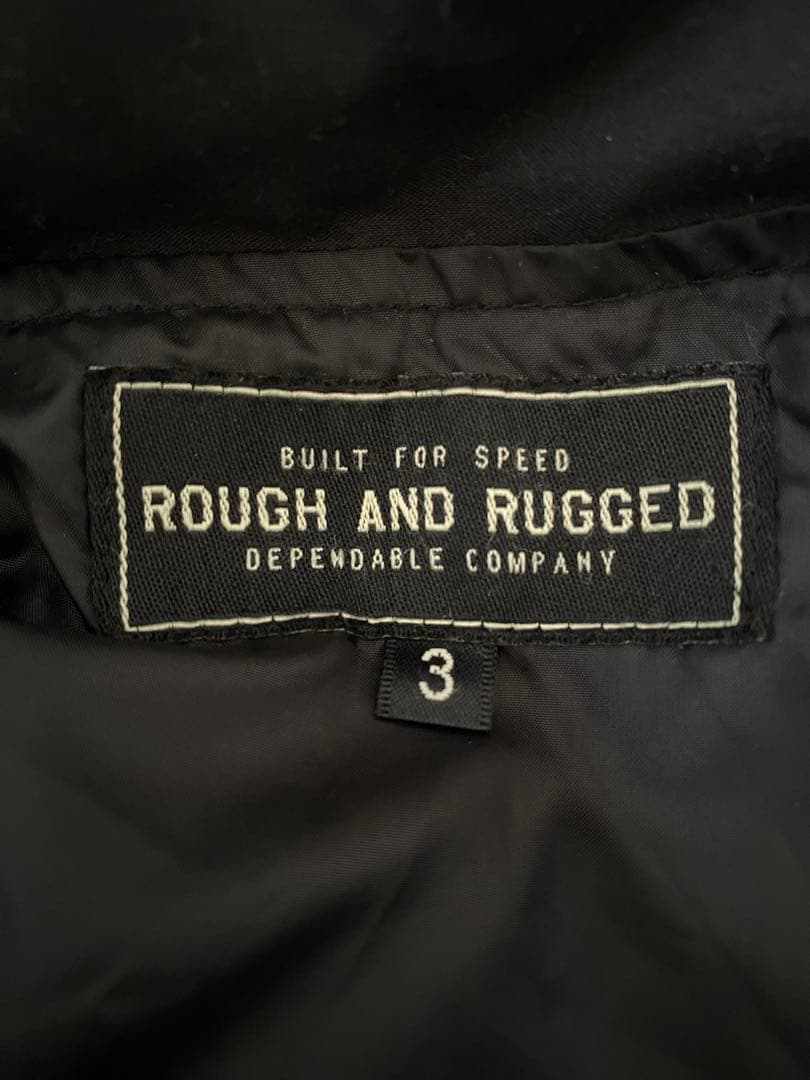 BUILT FOR SPEED
ROUGH AND RUGGED
DEPENDABLE COMPANY
3